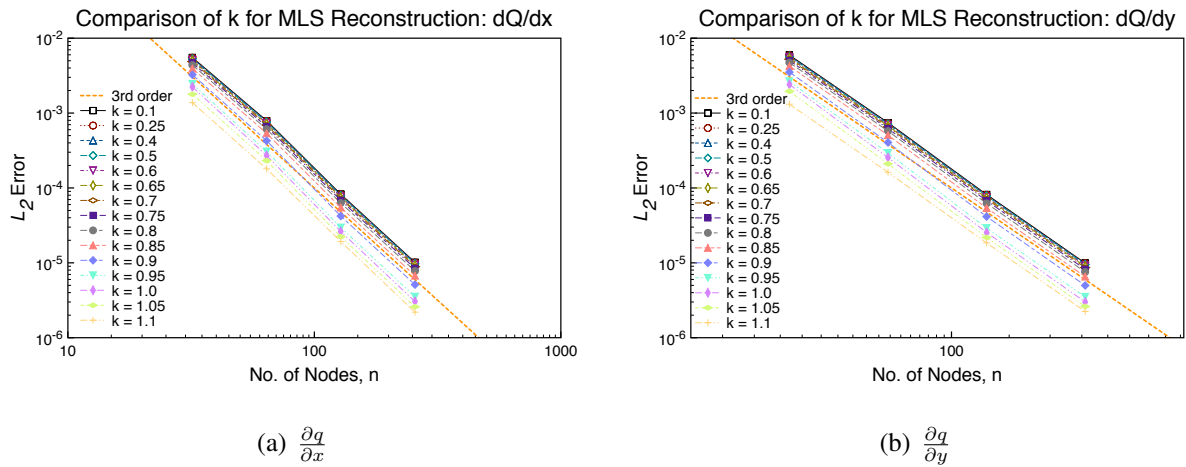 Comparison of k for MLS Reconstruction: dQ/dx
10^-2
10^-3
10^-4
10^-5
10^-6
L_2 Error
3rd order
k = 0.1
k = 0.25
k = 0.4
k = 0.5
k = 0.6
k = 0.65
k = 0.7
k = 0.75
k = 0.8
k = 0.85
k = 0.9
k = 0.95
k = 1.0
k = 1.05
k = 1.1
10
100
1000
No. of Nodes, n
(a) ∂q/∂x
Comparison of k for MLS Reconstruction: dQ/dy
10^-2
10^-3
10^-4
10^-5
10^-6
L_2 Error
3rd order
k = 0.1
k = 0.25
k = 0.4
k = 0.5
k = 0.6
k = 0.65
k = 0.7
k = 0.75
k = 0.8
k = 0.85
k = 0.9
k = 0.95
k = 1.0
k = 1.05
k = 1.1
100
No. of Nodes, n
(b) ∂q/∂y